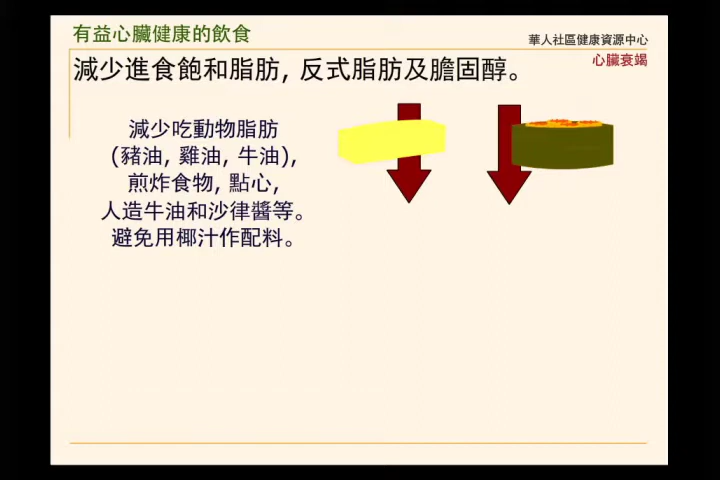 有益心臟健康的飲食
華人社區健康資源中心
心臟衰竭
減少進食飽和脂肪, 反式脂肪及膽固醇。
減少吃動物脂肪
(豬油, 雞油, 牛油),
煎炸食物, 點心,
人造牛油和沙律醬等。
避免用椰汁作配料。